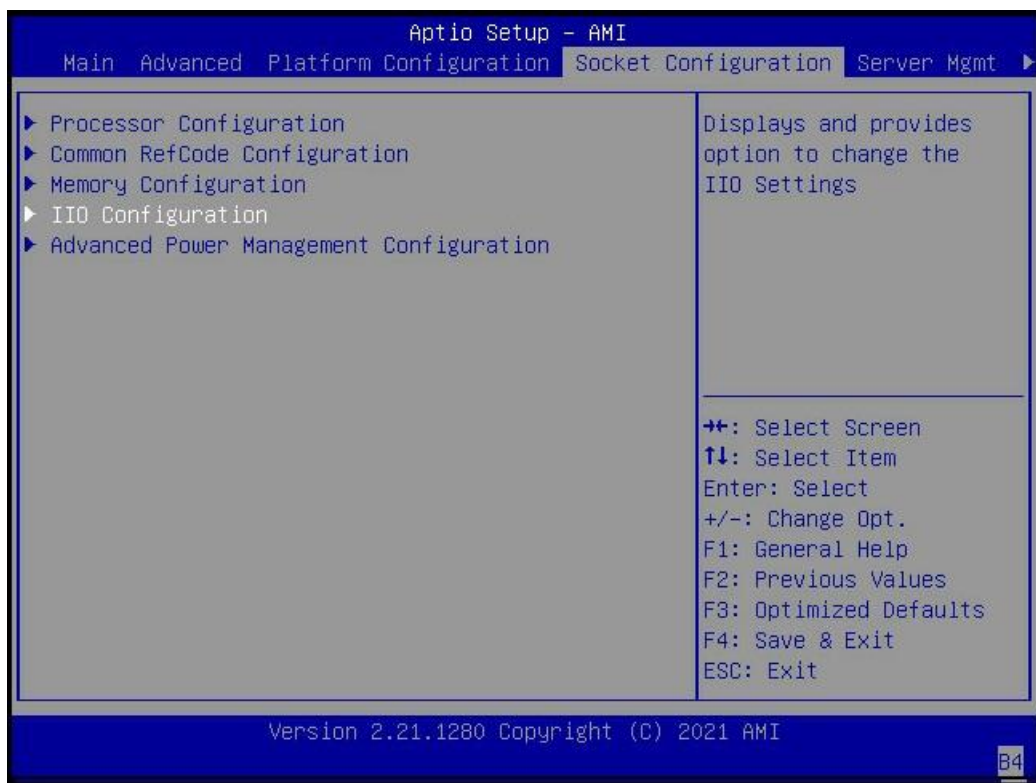 Aptio Setup – AMI
Main Advanced Platform Configuration Socket Configuration Server Mgmt ▶
▶ Processor Configuration
▶ Common RefCode Configuration
▶ Memory Configuration
▶ IIO Configuration
▶ Advanced Power Management Configuration
Displays and provides
option to change the
IIO Settings
→←: Select Screen
↑↓: Select Item
Enter: Select
+/-: Change Opt.
F1: General Help
F2: Previous Values
F3: Optimized Defaults
F4: Save & Exit
ESC: Exit
Version 2.21.1280 Copyright (C) 2021 AMI
B4